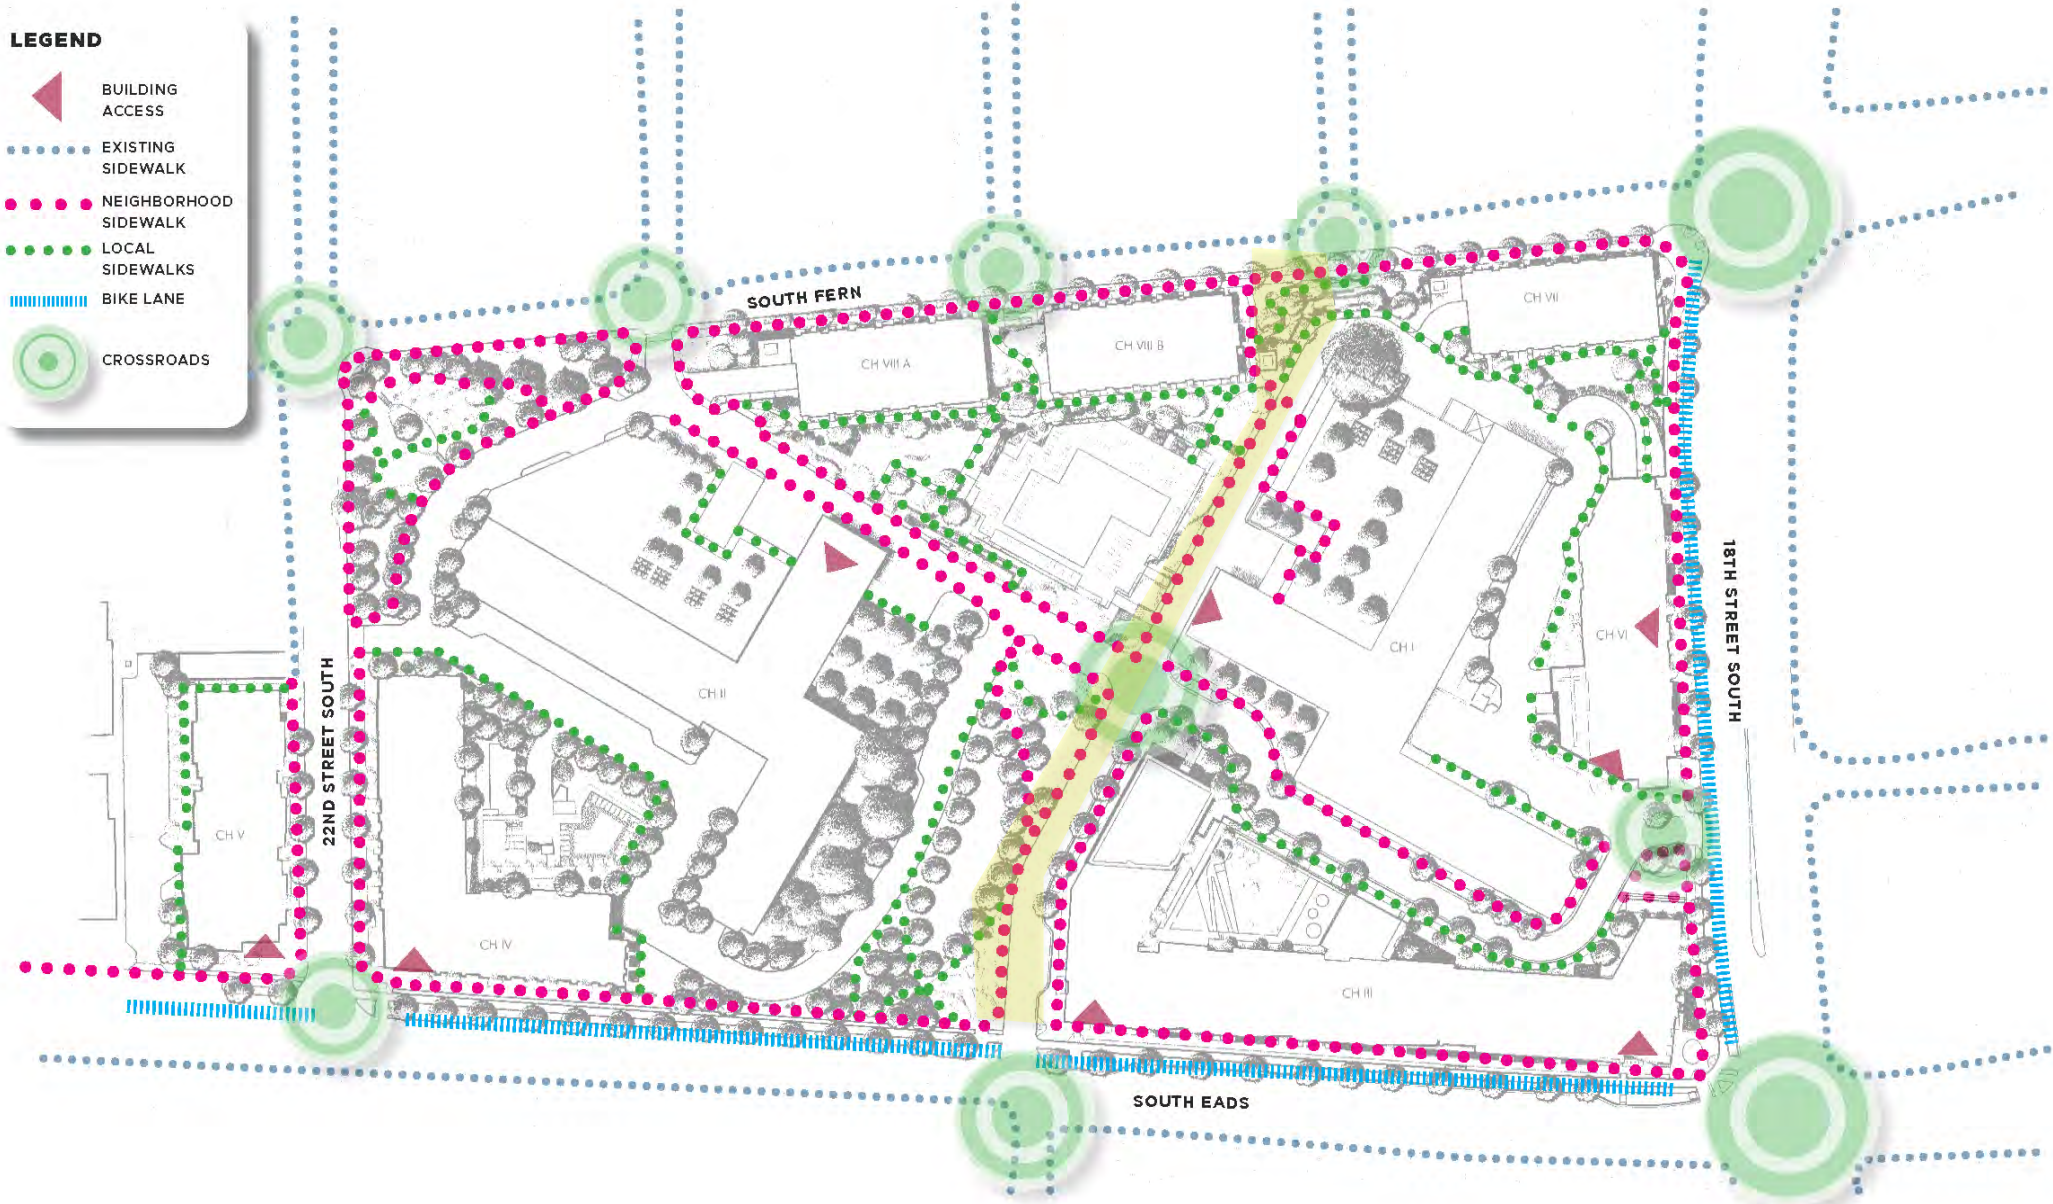 LEGEND
BUILDING
ACCESS
EXISTING
SIDEWALK
NEIGHBORHOOD
SIDEWALK
LOCAL
SIDEWALKS
BIKE LANE
CROSSROADS
SOUTH FERN
CH VII
CH VIII B
CH VIII A
18TH STREET SOUTH
CH VI
CH I
CH II
22ND STREET SOUTH
CH V
CH IV
CH III
SOUTH EADS